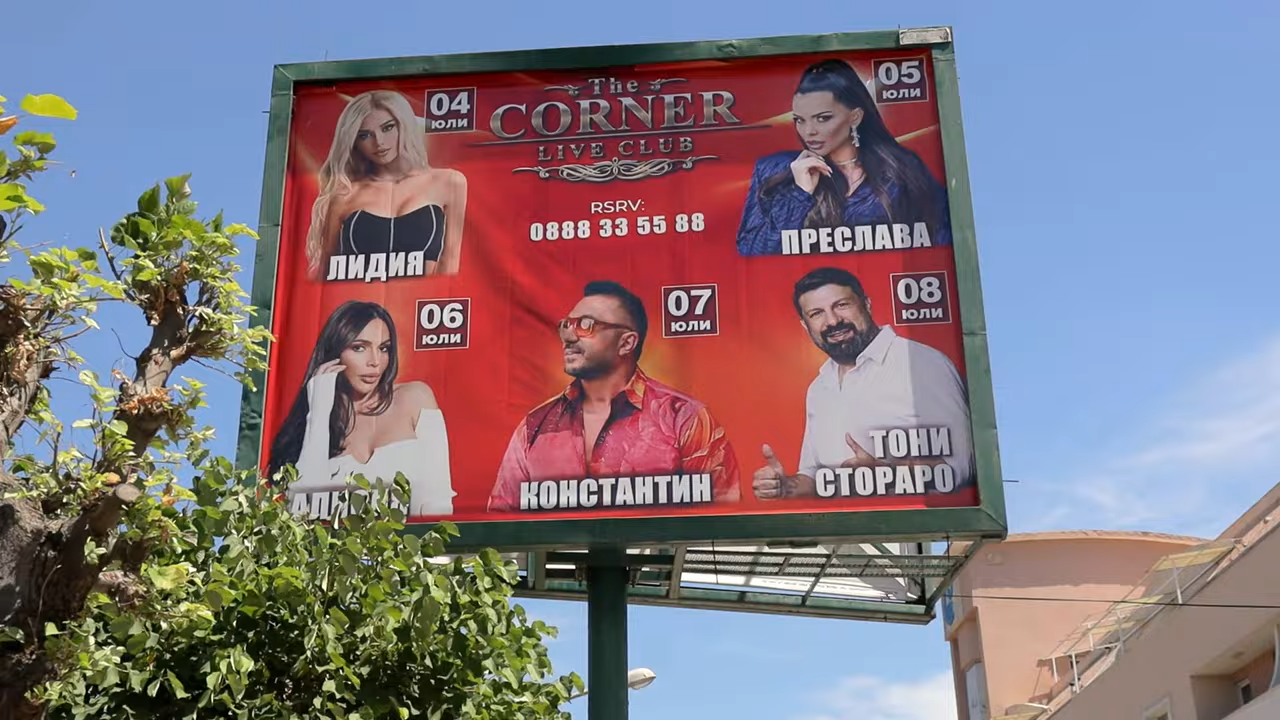 The
CORNER
LIVE CLUB
RSRV:
0888 33 55 88
04
ЮЛИ
ЛИДИЯ
05
ЮЛИ
ПРЕСЛАВА
06
ЮЛИ
07
ЮЛИ
КОНСТАНТИН
08
ЮЛИ
ТОНИ
СТОРАРО